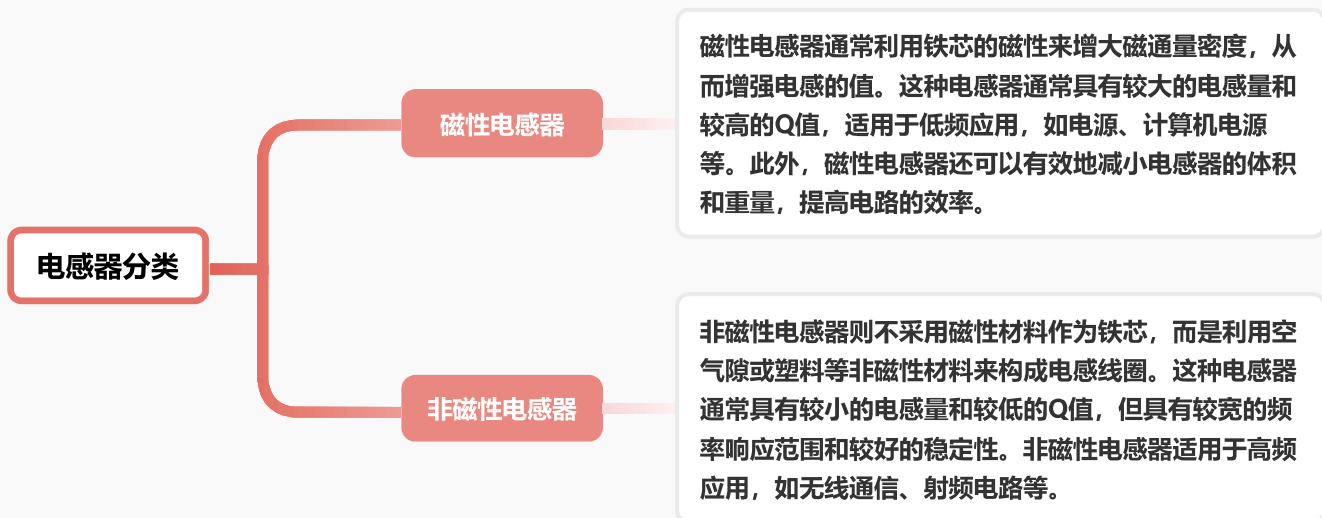 电感器分类
磁性电感器
磁性电感器通常利用铁芯的磁性来增大磁通量密度，从
而增强电感的值。这种电感器通常具有较大的电感量和
较高的Q值，适用于低频应用，如电源、计算机电源
等。此外，磁性电感器还可以有效地减小电感器的体积
和重量，提高电路的效率。
非磁性电感器
非磁性电感器则不采用磁性材料作为铁芯，而是利用空
气隙或塑料等非磁性材料来构成电感线圈。这种电感器
通常具有较小的电感量和较低的Q值，但具有较宽的频
率响应范围和较好的稳定性。非磁性电感器适用于高频
应用，如无线通信、射频电路等。